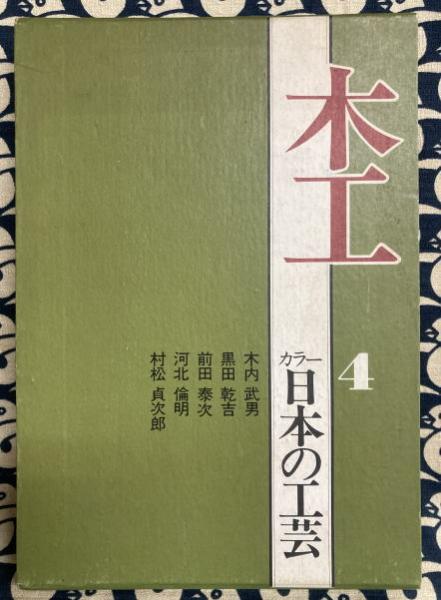 木工
カラー
日本の工芸
4
木内武男
黒田乾吉
前田泰次
河北倫明
村松貞次郎